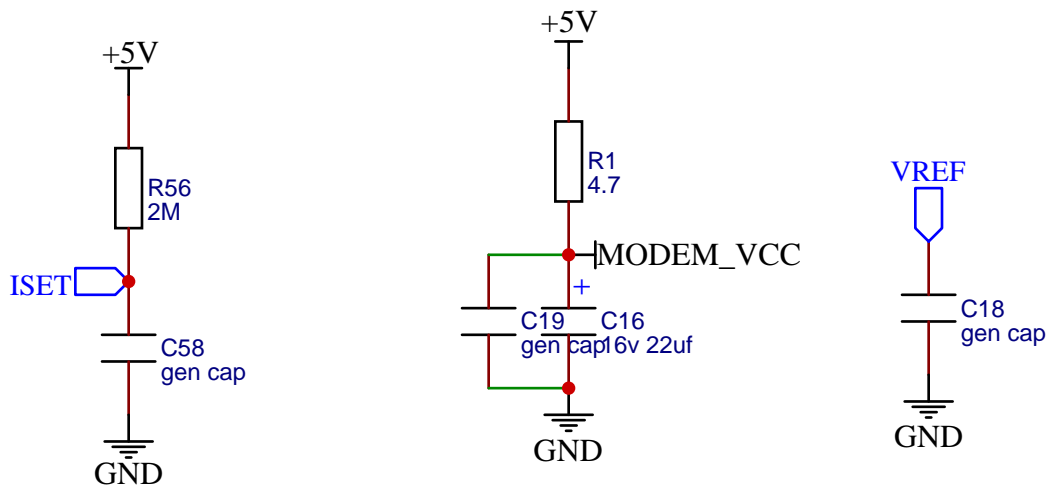 +5V
R56
2M
ISET
C58
gen cap
GND
+5V
R1
4.7
MODEM_VCC
+
C19
gen cap
C16
16v 22uf
GND
VREF
C18
gen cap
GND